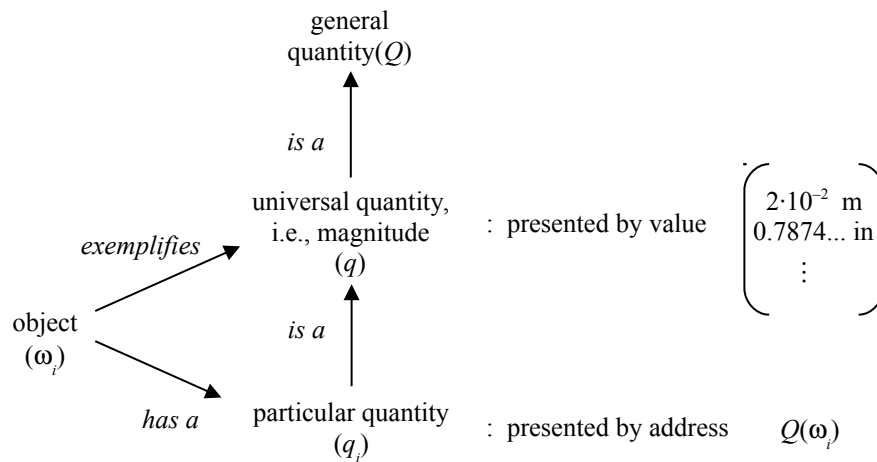 general
quantity(Q)
is a
universal quantity,
i.e., magnitude
(q)
: presented by value
2·10⁻² m
0.7874... in
⋮
exemplifies
object
(ωᵢ)
is a
has a
particular quantity
(qᵢ)
: presented by address Q(ωᵢ)